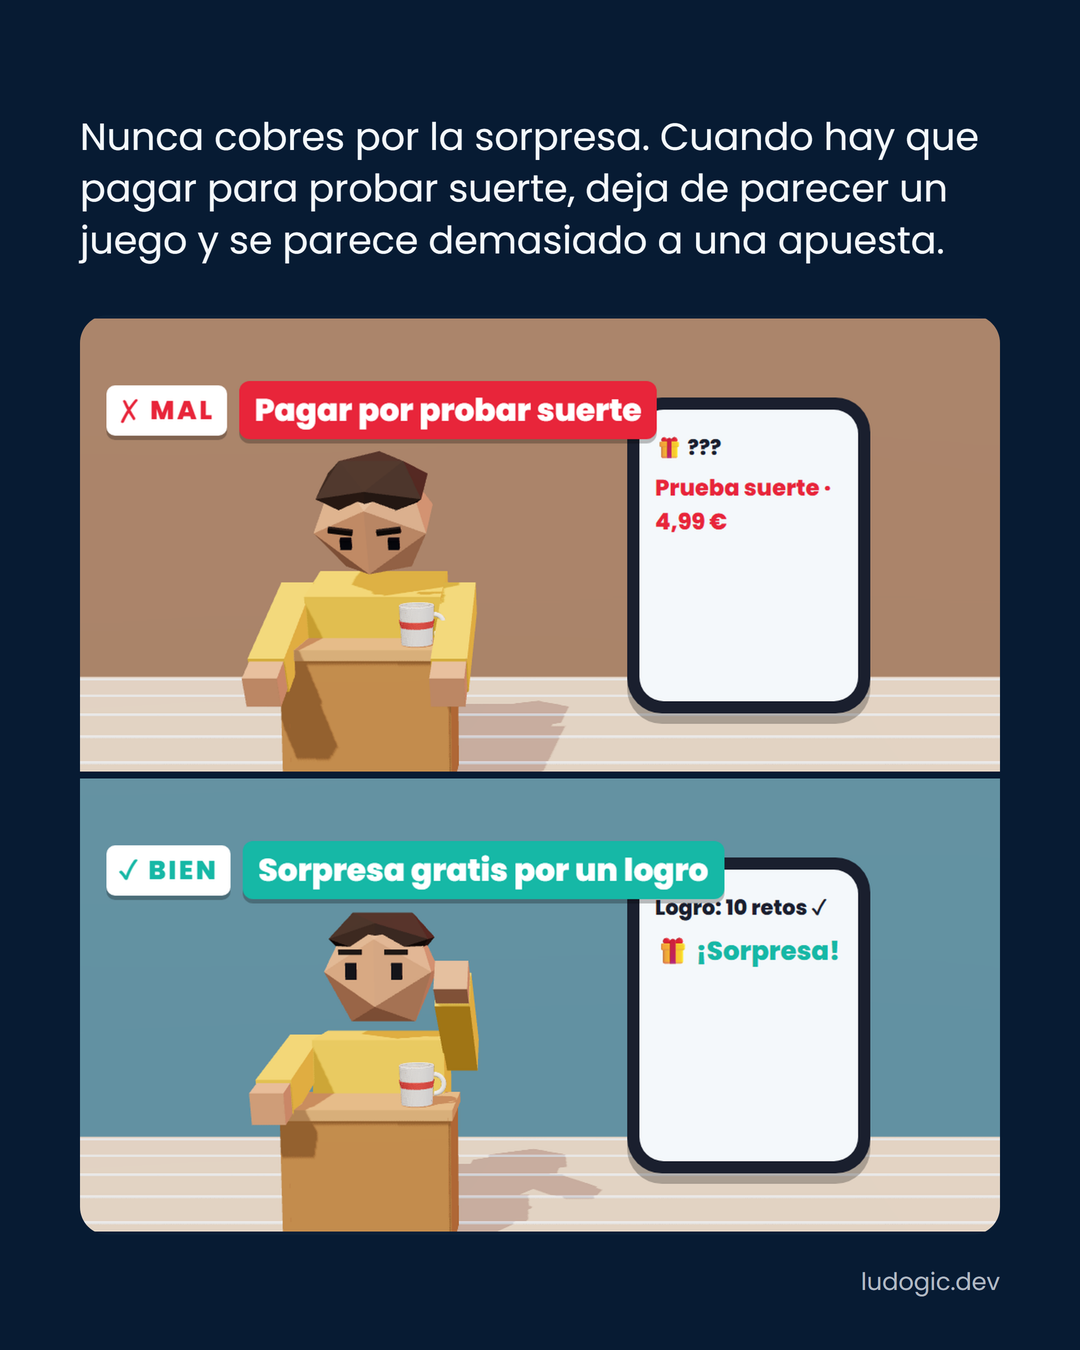 Nunca cobres por la sorpresa. Cuando hay que
pagar para probar suerte, deja de parecer un
juego y se parece demasiado a una apuesta.
✗ MAL
Pagar por probar suerte
🎁 ???
Prueba suerte ·
4,99 €
✓ BIEN
Sorpresa gratis por un logro
Logro: 10 retos ✓
🎁 ¡Sorpresa!
ludogic.dev